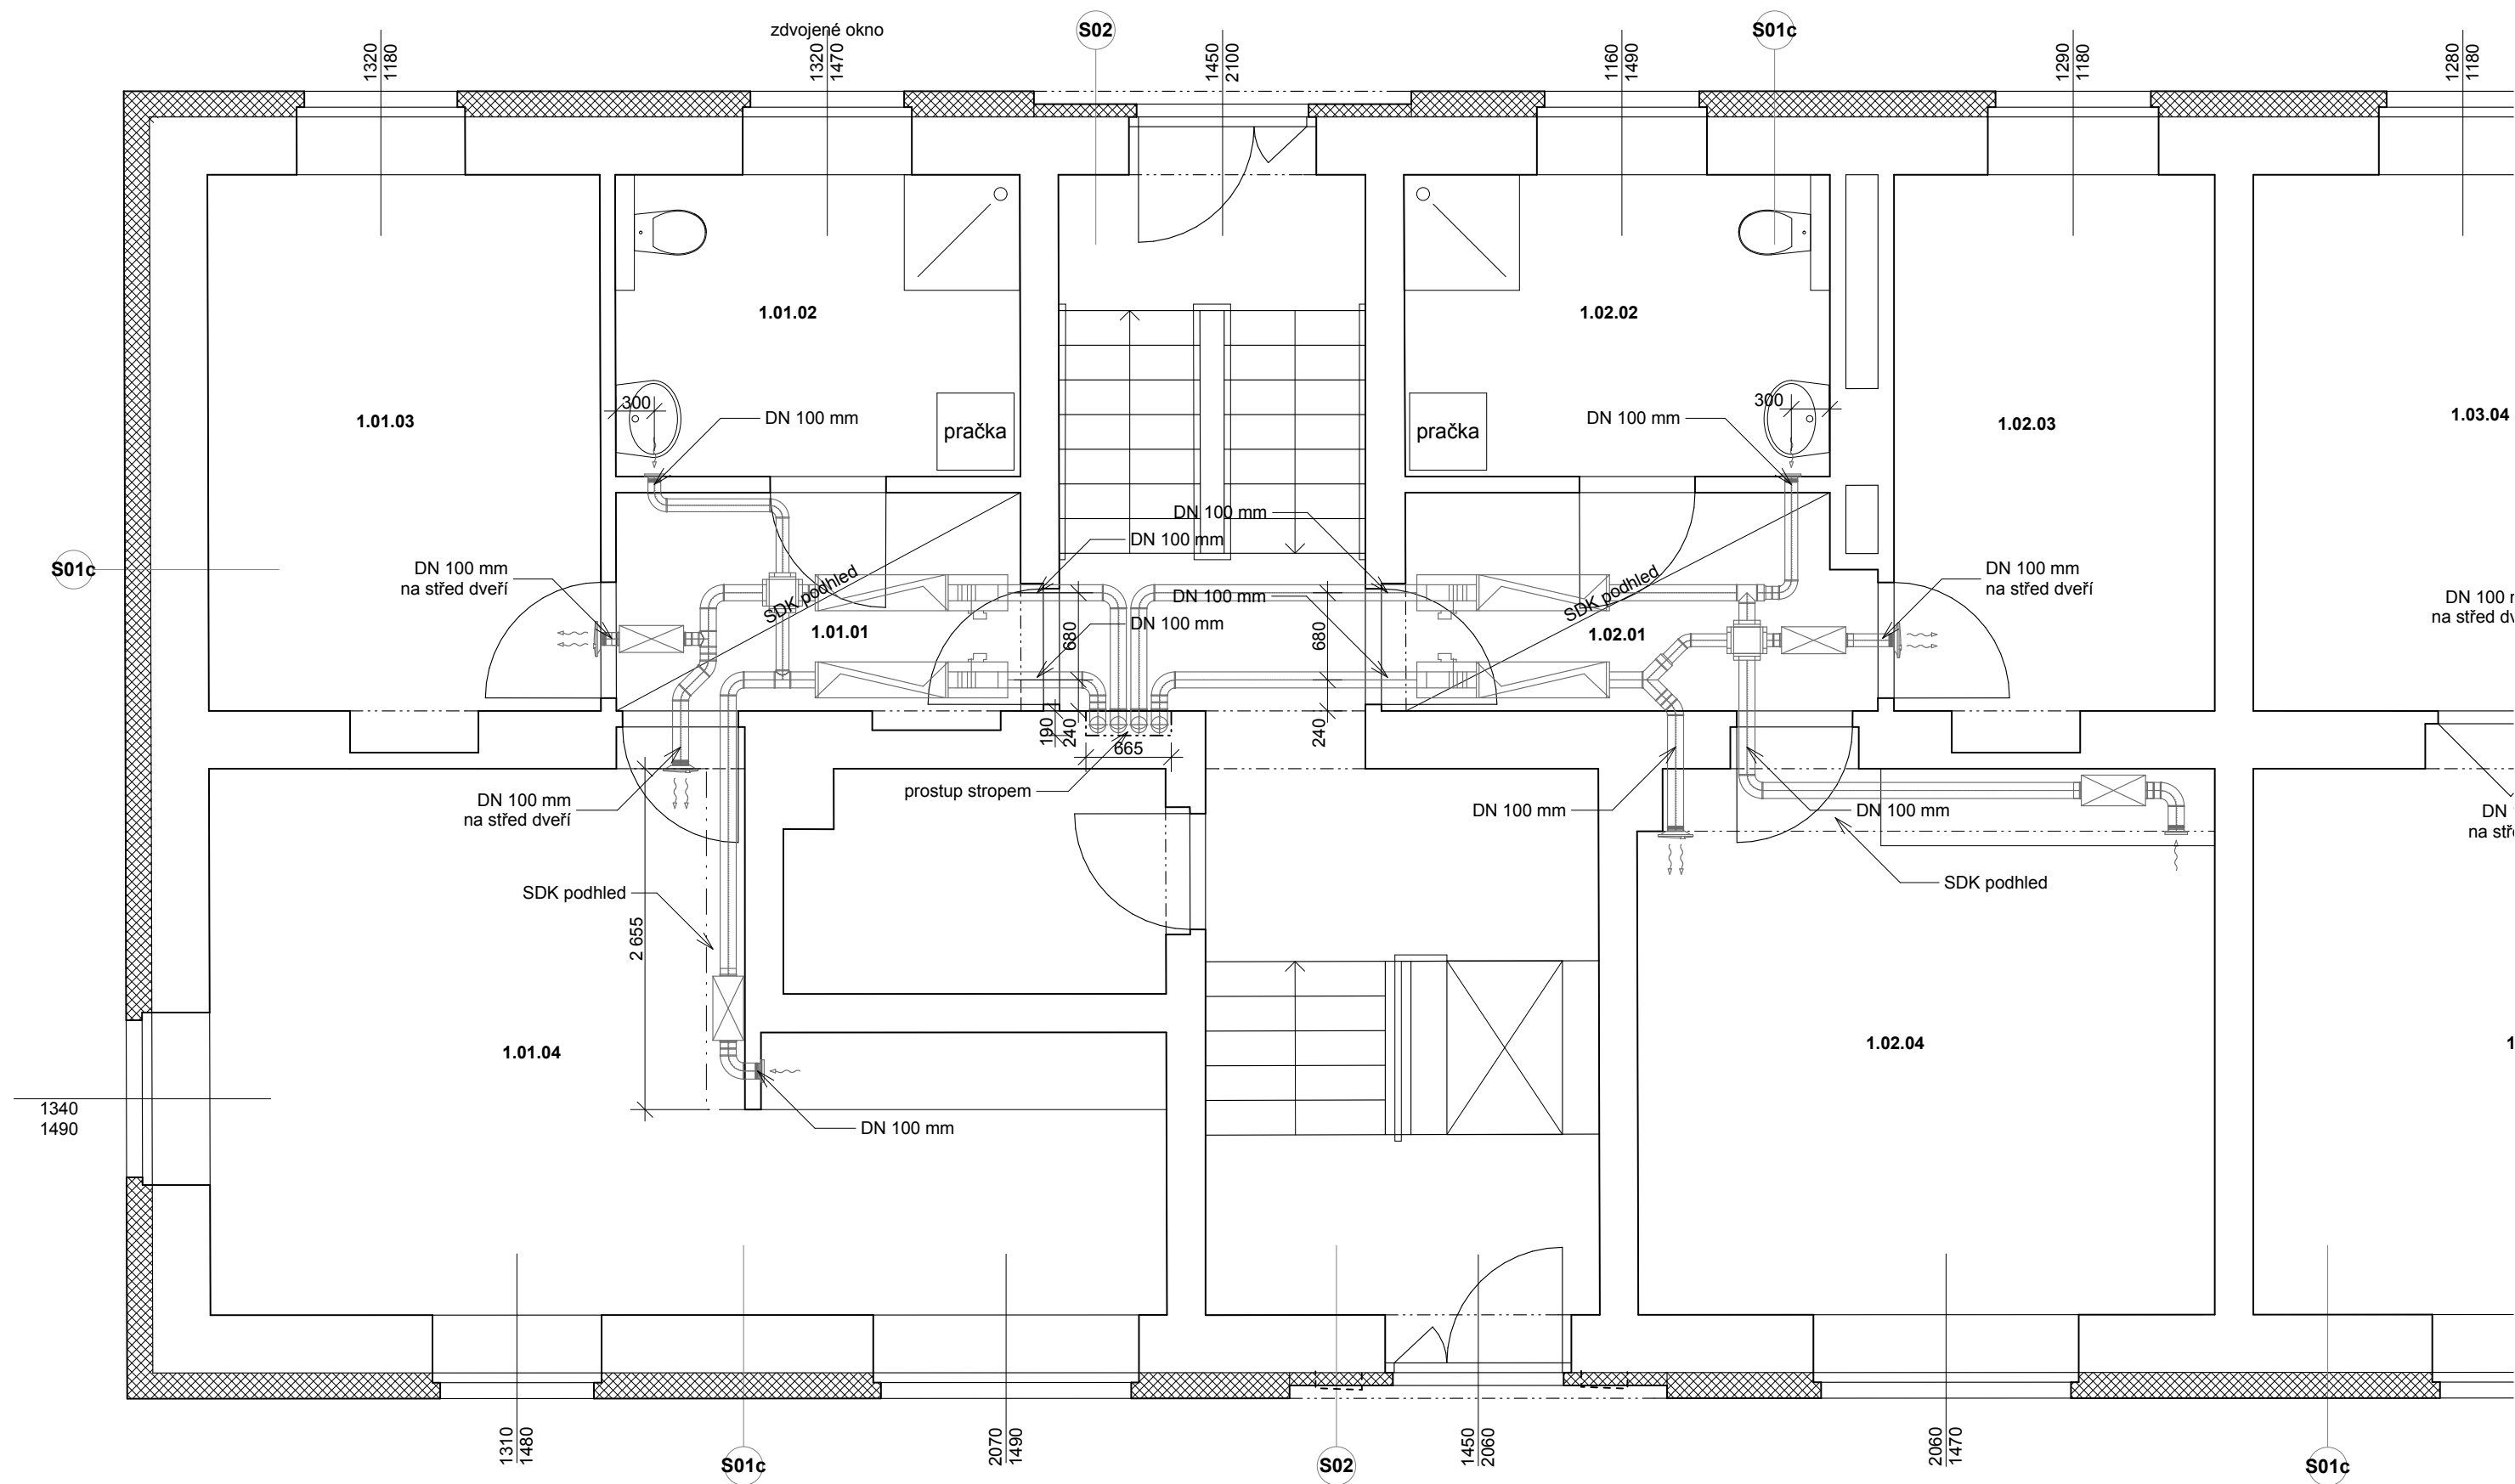 zdvojené okno
S02
S01c
1320
1180
1320
1470
1450
2100
1160
1490
1290
1180
1280
1180
1.01.02
1.02.02
1.01.03
300
DN 100 mm
pračka
pračka
DN 100 mm
300
1.02.03
1.03.04
DN 100 mm
DN 100 mm
S01c
DN 100 mm
na střed dveří
SDK podhled
1.01.01
DN 100 mm
DN 100 mm
680
680
SDK podhled
1.02.01
DN 100 mm
na střed dveří
DN 100
na střed
190
240
665
240
prostup stropem
DN 100 mm
na střed dveří
DN 100 mm
DN 100 mm
DN
SDK podhled
SDK podhled
2 655
1.01.04
1.02.04
1
1340
1490
DN 100 mm
1310
1480
2070
1490
1450
2060
2060
1470
S01c
S02
S01c